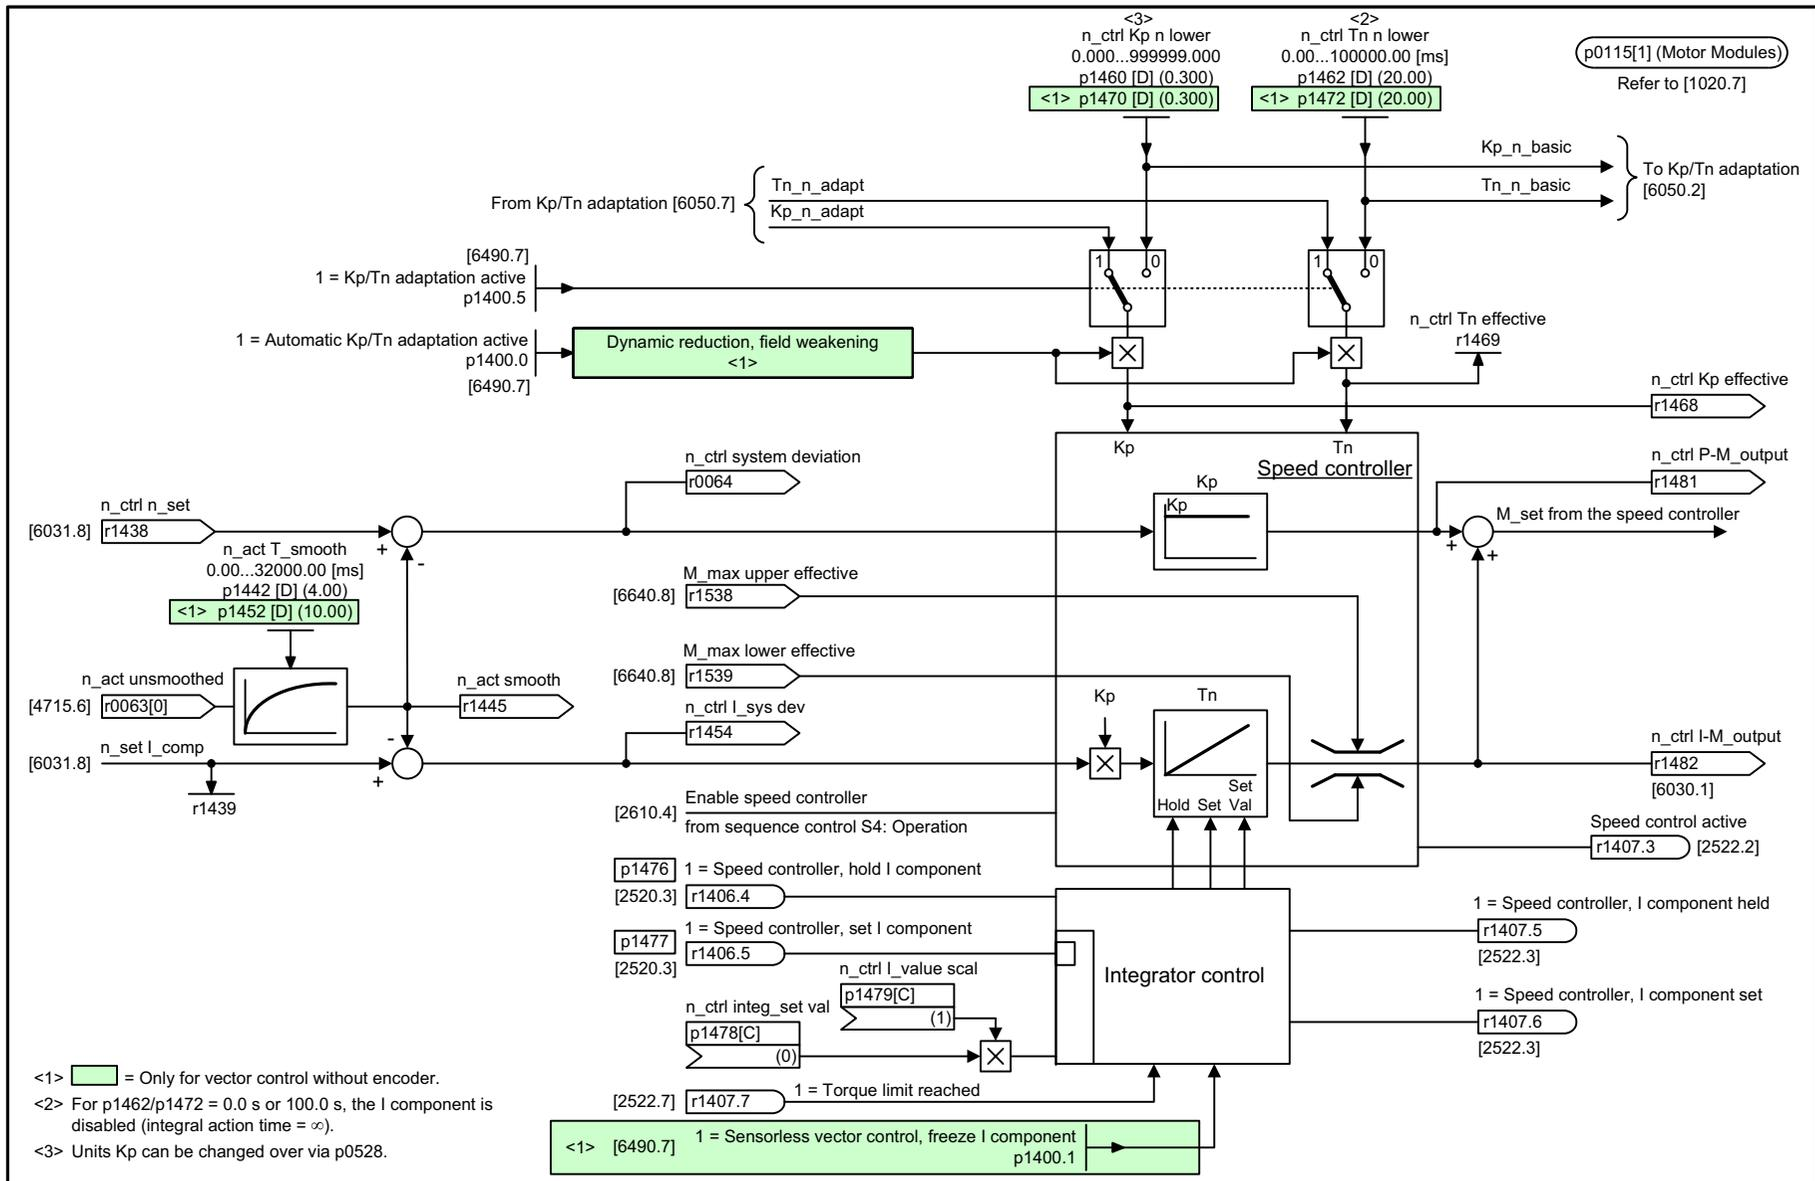 <3>
n_ctrl Kp n lower
0.000...999999.000
p1460 [D] (0.300)
<1> p1470 [D] (0.300)
<2>
n_ctrl Tn n lower
0.00...100000.00 [ms]
p1462 [D] (20.00)
<1> p1472 [D] (20.00)
p0115[1] (Motor Modules)
Refer to [1020.7]
Kp_n_basic
Tn_n_basic
To Kp/Tn adaptation
[6050.2]
From Kp/Tn adaptation [6050.7]
Tn_n_adapt
Kp_n_adapt
[6490.7]
1 = Kp/Tn adaptation active
p1400.5
1 0
1 0
1 = Automatic Kp/Tn adaptation active
p1400.0
[6490.7]
Dynamic reduction, field weakening
<1>
n_ctrl Tn effective
r1469
n_ctrl Kp effective
r1468
Kp
Tn
Speed controller
n_ctrl system deviation
r0064
Kp
Kp
n_ctrl P-M_output
r1481
M_set from the speed controller
+
+
n_ctrl n_set
[6031.8] r1438
+
-
n_act T_smooth
0.00...32000.00 [ms]
p1442 [D] (4.00)
<1> p1452 [D] (10.00)
M_max upper effective
[6640.8] r1538
M_max lower effective
[6640.8] r1539
n_act unsmoothed
[4715.6] r0063[0]
n_act smooth
r1445
n_ctrl I_sys dev
r1454
Kp
Tn
-
+
n_set I_comp
[6031.8]
r1439
Set
Hold Set Val
n_ctrl I-M_output
r1482
[6030.1]
Enable speed controller
[2610.4]
from sequence control S4: Operation
Speed control active
r1407.3 [2522.2]
p1476 1 = Speed controller, hold I component
[2520.3] r1406.4
p1477 1 = Speed controller, set I component
[2520.3] r1406.5
Integrator control
1 = Speed controller, I component held
r1407.5
[2522.3]
1 = Speed controller, I component set
r1407.6
[2522.3]
n_ctrl I_value scal
p1479[C]
(1)
n_ctrl integ_set val
p1478[C]
(0)
[2522.7] r1407.7 1 = Torque limit reached
<1> [6490.7] 1 = Sensorless vector control, freeze I component
p1400.1
<1> = Only for vector control without encoder.
<2> For p1462/p1472 = 0.0 s or 100.0 s, the I component is
disabled (integral action time = ∞).
<3> Units Kp can be changed over via p0528.